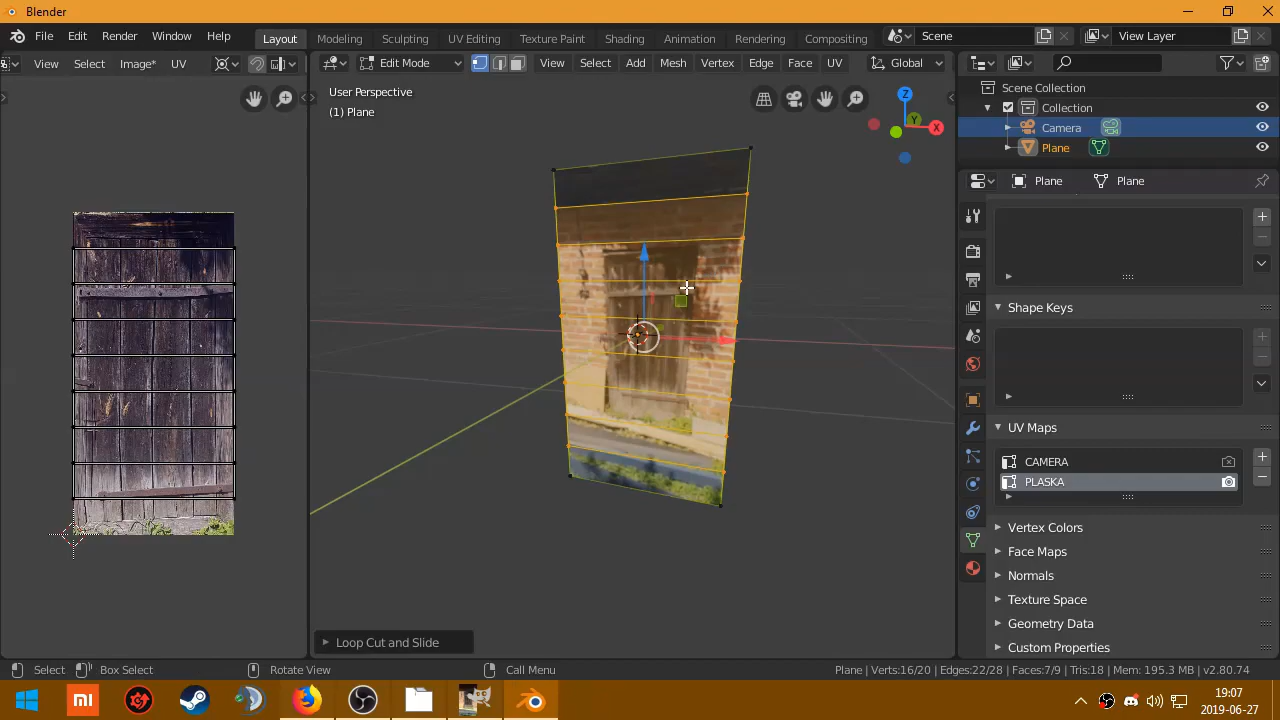 Blender
File Edit Render Window Help
Layout Modeling Sculpting UV Editing Texture Paint Shading Animation Rendering Compositing
Scene
View Layer
View Select Image* UV
Edit Mode
View Select Add Mesh Vertex Edge Face UV
Global
User Perspective
(1) Plane
Z
Y
X
Scene Collection
Collection
Camera
Plane
Plane
Plane
Shape Keys
UV Maps
CAMERA
PLASKA
Vertex Colors
Face Maps
Normals
Texture Space
Geometry Data
Custom Properties
Loop Cut and Slide
Select Box Select Rotate View Call Menu
Plane | Verts:16/20 | Edges:22/28 | Faces:7/9 | Tris:18 | Mem: 195.3 MB | v2.80.74
mi
19:07
2019-06-27